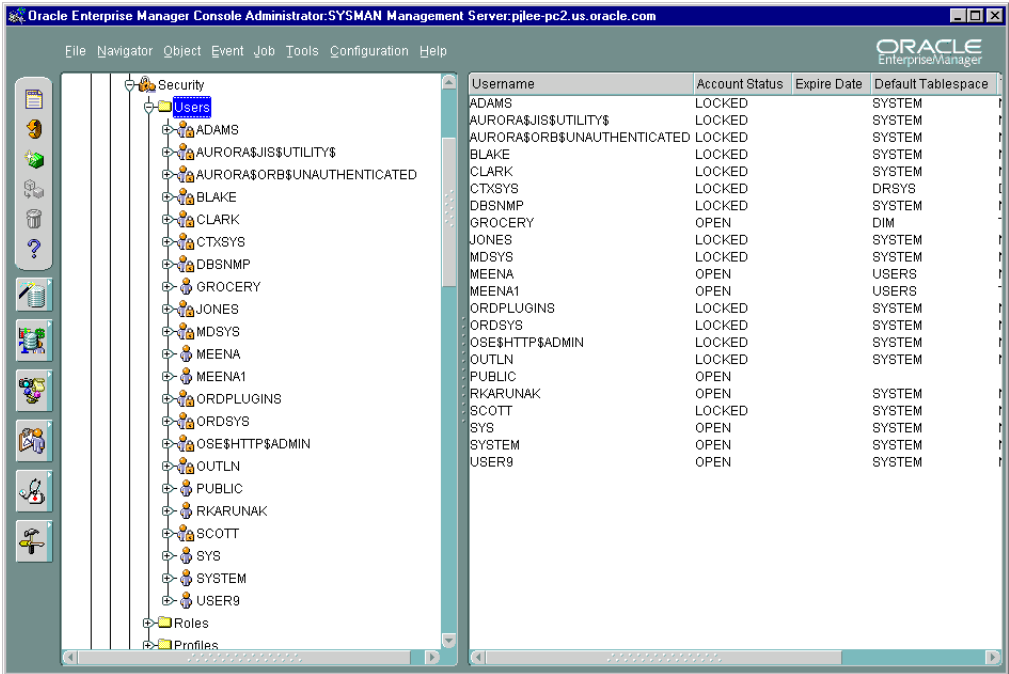 Oracle Enterprise Manager Console Administrator:SYSMAN Management Server:pjlee-pc2.us.oracle.com
File Navigator Object Event Job Tools Configuration Help
ORACLE
EnterpriseManager
Security
Users
ADAMS
AURORA$JIS$UTILITY$
AURORA$ORB$UNAUTHENTICATED
BLAKE
CLARK
CTXSYS
DBSNMP
GROCERY
JONES
MDSYS
MEENA
MEENA1
ORDPLUGINS
ORDSYS
OSE$HTTP$ADMIN
OUTLN
PUBLIC
RKARUNAK
SCOTT
SYS
SYSTEM
USER9
Roles
Profiles
Username Account Status Expire Date Default Tablespace
ADAMS LOCKED SYSTEM
AURORA$JIS$UTILITY$ LOCKED SYSTEM
AURORA$ORB$UNAUTHENTICATED LOCKED SYSTEM
BLAKE LOCKED SYSTEM
CLARK LOCKED SYSTEM
CTXSYS LOCKED DRSYS
DBSNMP LOCKED SYSTEM
GROCERY OPEN DIM
JONES LOCKED SYSTEM
MDSYS LOCKED SYSTEM
MEENA OPEN USERS
MEENA1 OPEN USERS
ORDPLUGINS LOCKED SYSTEM
ORDSYS LOCKED SYSTEM
OSE$HTTP$ADMIN LOCKED SYSTEM
OUTLN LOCKED SYSTEM
PUBLIC OPEN
RKARUNAK OPEN SYSTEM
SCOTT LOCKED SYSTEM
SYS OPEN SYSTEM
SYSTEM OPEN SYSTEM
USER9 OPEN SYSTEM